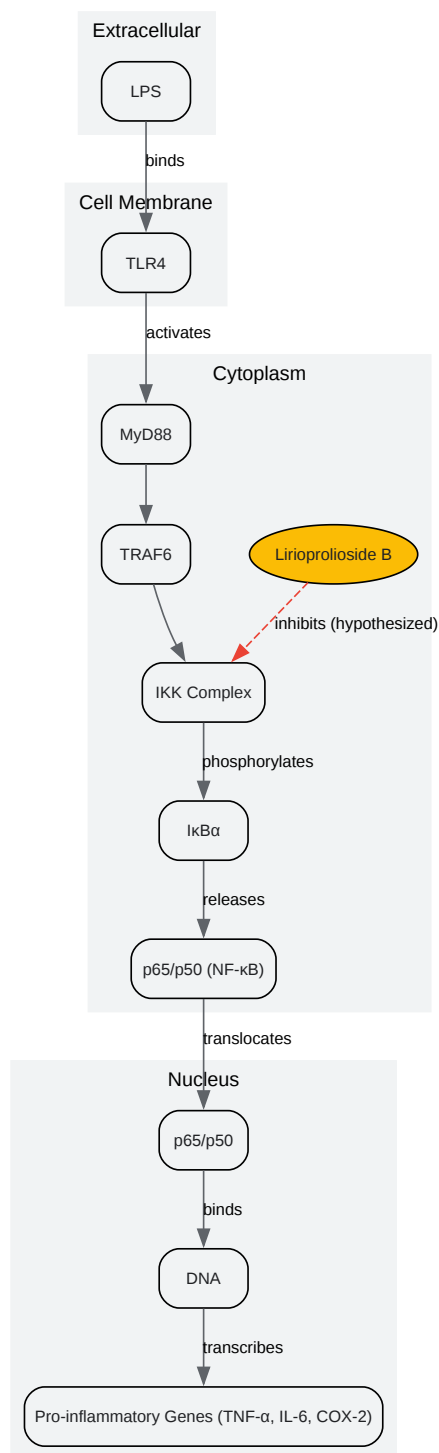 Extracellular
LPS
binds
Cell Membrane
TLR4
activates
Cytoplasm
MyD88
TRAF6
Lirioprolioside B
inhibits (hypothesized)
IKK Complex
phosphorylates
IκBα
releases
p65/p50 (NF-κB)
translocates
Nucleus
p65/p50
binds
DNA
transcribes
Pro-inflammatory Genes (TNF-α, IL-6, COX-2)